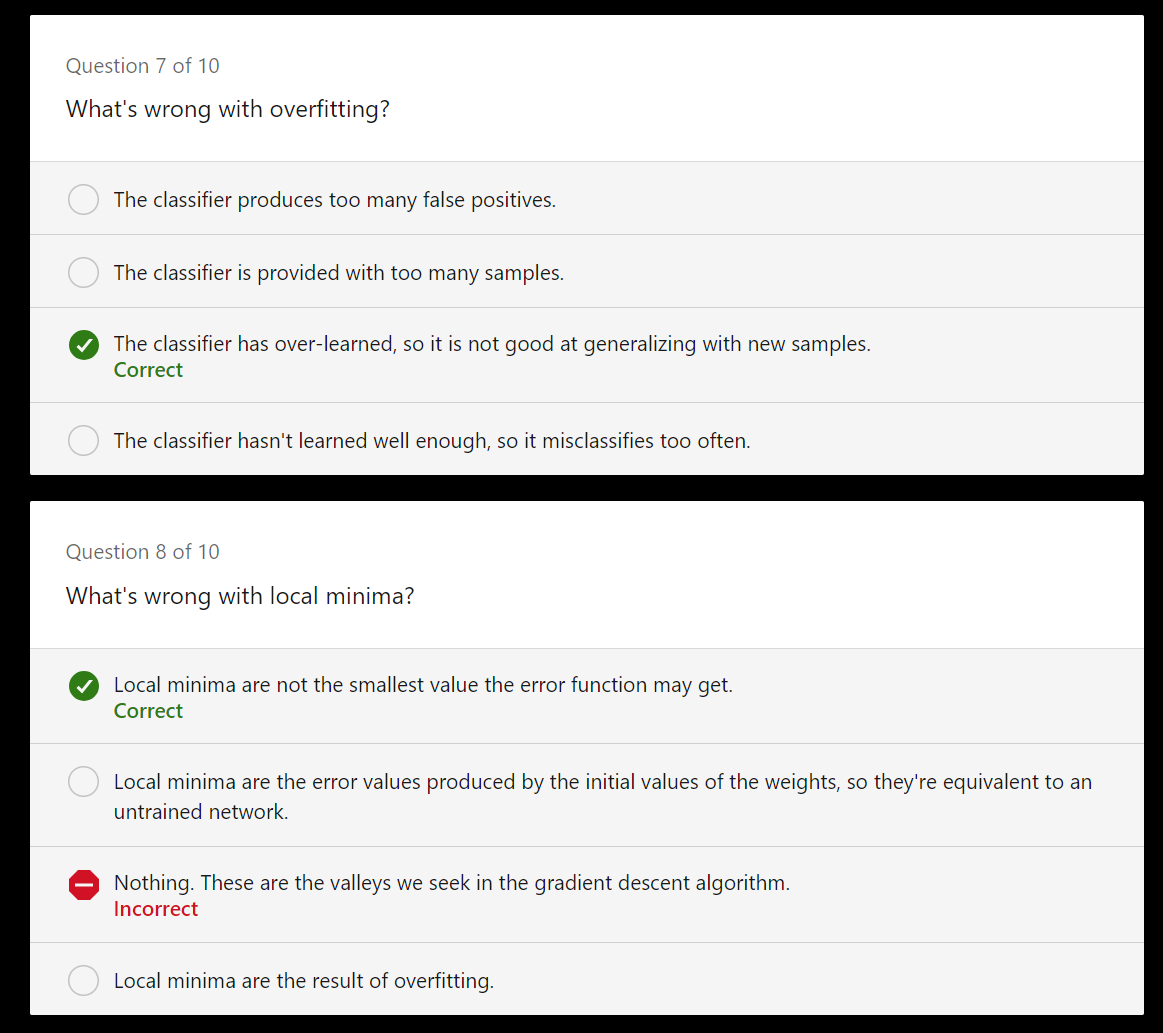 Question 7 of 10
What's wrong with overfitting?
The classifier produces too many false positives.
The classifier is provided with too many samples.
The classifier has over-learned, so it is not good at generalizing with new samples.
Correct
The classifier hasn't learned well enough, so it misclassifies too often.
Question 8 of 10
What's wrong with local minima?
Local minima are not the smallest value the error function may get.
Correct
Local minima are the error values produced by the initial values of the weights, so they're equivalent to an
untrained network.
Nothing. These are the valleys we seek in the gradient descent algorithm.
Incorrect
Local minima are the result of overfitting.